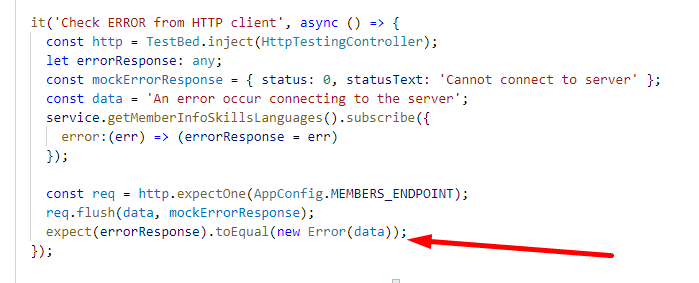 it('Check ERROR from HTTP client', async () => {
const http = TestBed.inject(HttpTestingController);
let errorResponse: any;
const mockErrorResponse = { status: 0, statusText: 'Cannot connect to server' };
const data = 'An error occur connecting to the server';
service.getMemberInfoSkillsLanguages().subscribe({
error:(err) => (errorResponse = err)
});
const req = http.expectOne(AppConfig.MEMBERS_ENDPOINT);
req.flush(data, mockErrorResponse);
expect(errorResponse).toEqual(new Error(data));
});